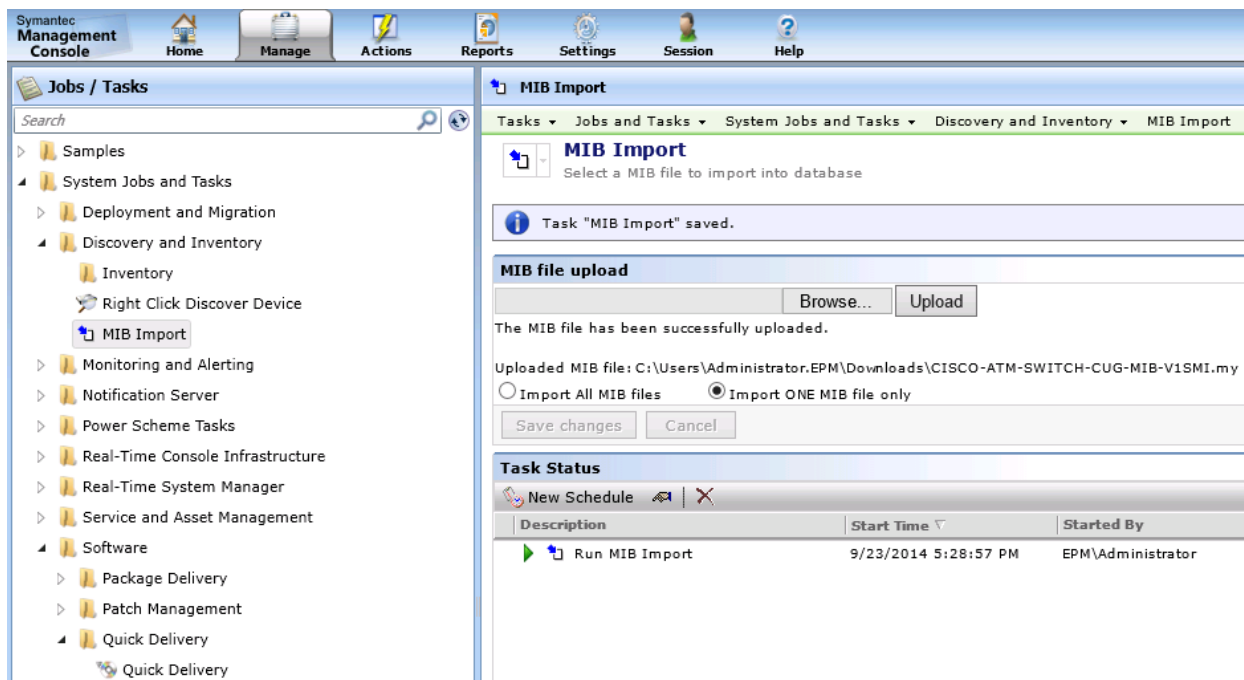 Symantec
Management
Console
Home
Manage
Actions
Reports
Settings
Session
Help
Jobs / Tasks
Search
Samples
System Jobs and Tasks
Deployment and Migration
Discovery and Inventory
Inventory
Right Click Discover Device
MIB Import
Monitoring and Alerting
Notification Server
Power Scheme Tasks
Real-Time Console Infrastructure
Real-Time System Manager
Service and Asset Management
Software
Package Delivery
Patch Management
Quick Delivery
Quick Delivery
MIB Import
Tasks Jobs and Tasks System Jobs and Tasks Discovery and Inventory MIB Import
MIB Import
Select a MIB file to import into database
Task "MIB Import" saved.
MIB file upload
Browse... Upload
The MIB file has been successfully uploaded.
Uploaded MIB file: C:\Users\Administrator.EPM\Downloads\CISCO-ATM-SWITCH-CUG-MIB-V1SMI.my
Import All MIB files Import ONE MIB file only
Save changes Cancel
Task Status
New Schedule
Description Start Time Started By
Run MIB Import 9/23/2014 5:28:57 PM EPM\Administrator